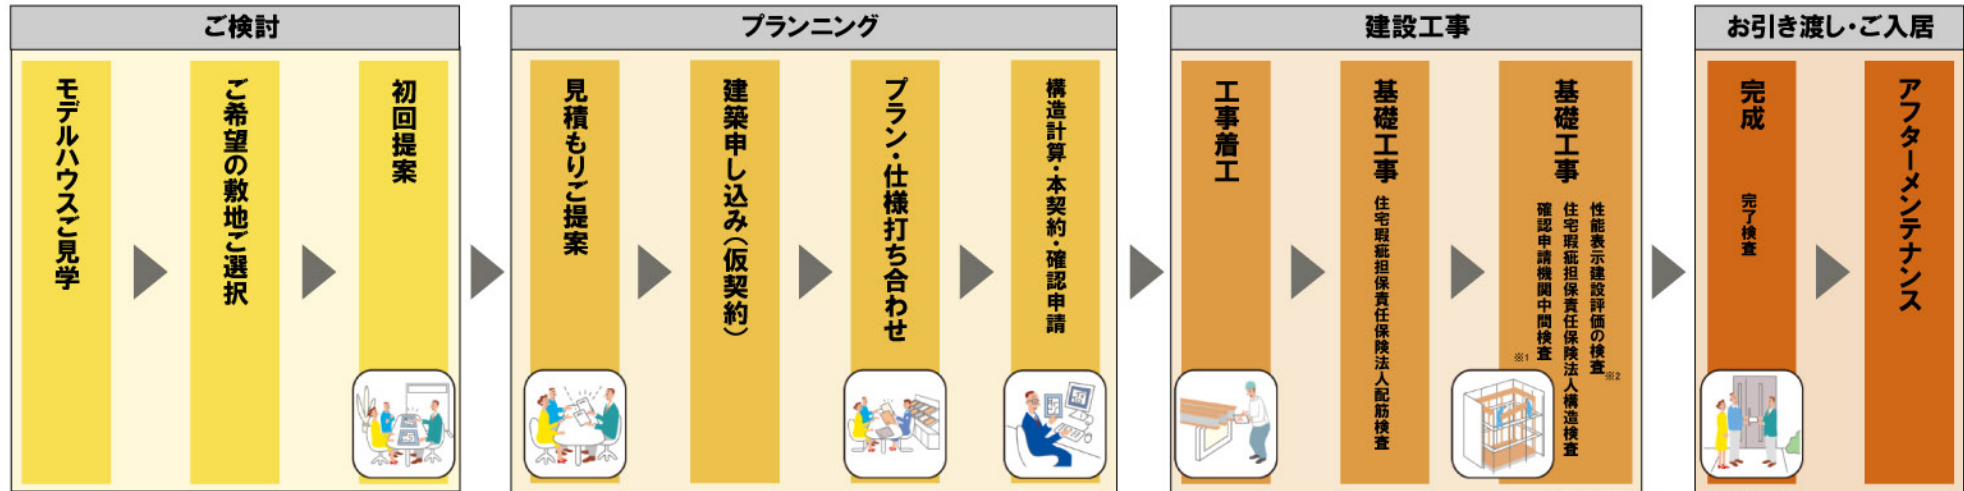 ご検討
モデルハウスご見学
ご希望の敷地ご選択
初回提案
プランニング
見積もりご提案
建築申し込み(仮契約)
プラン・仕様打ち合わせ
構造計算・本契約・確認申請
建設工事
工事着工
基礎工事 住宅瑕疵担保責任保険法人配筋検査
基礎工事
性能表示建設評価の検査※2
住宅瑕疵担保責任保険法人構造検査
確認申請機関中間検査※1
お引き渡し・ご入居
完成 完了検査
アフターメンテナンス